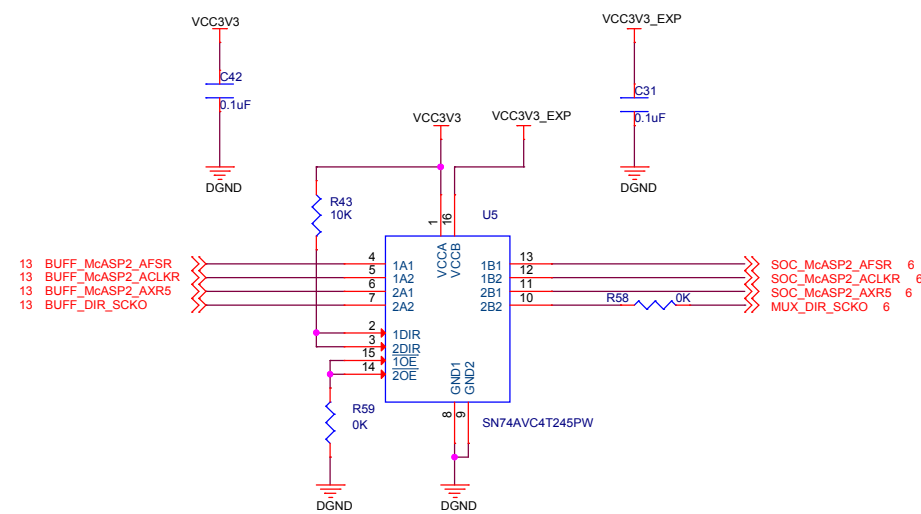 VCC3V3
VCC3V3_EXP
C42
0.1uF
C31
0.1uF
DGND
DGND
VCC3V3
VCC3V3_EXP
R43
10K
1
16
U5
VCCA
VCCB
13 BUFF_McASP2_AFSR 4 1A1 1B1 13 SOC_McASP2_AFSR 6
13 BUFF_McASP2_ACLKR 5 1A2 1B2 12 SOC_McASP2_ACLKR 6
13 BUFF_McASP2_AXR5 6 2A1 2B1 11 SOC_McASP2_AXR5 6
13 BUFF_DIR_SCKO 7 2A2 2B2 10 R58 0K MUX_DIR_SCKO 6
2 1DIR
3 2DIR
15 1OE
14 2OE
GND1
GND2
8
9
R59
0K
SN74AVC4T245PW
DGND
DGND